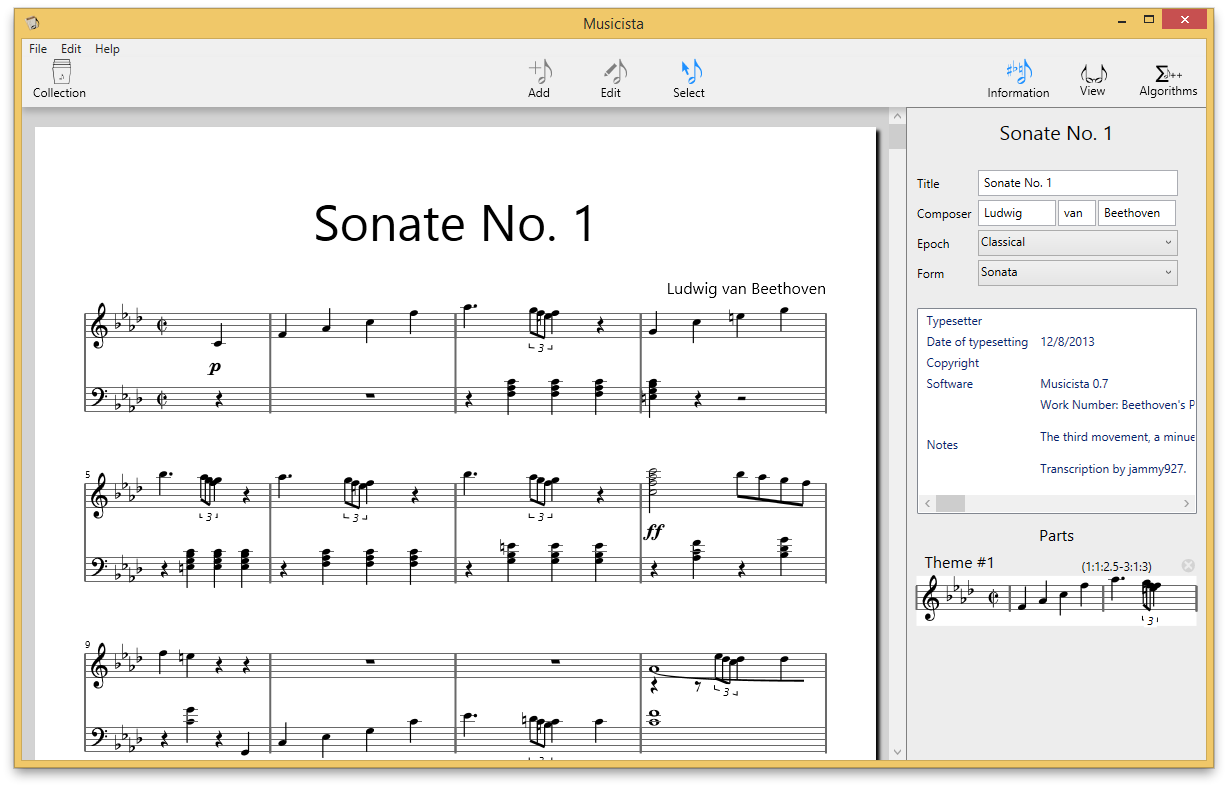 Musicista
File Edit Help
Collection
Add
Edit
Select
Information
View
Algorithms
Sonate No. 1
Ludwig van Beethoven
p
3
5
3
3
3
ff
9
3
3
Sonate No. 1
Title Sonate No. 1
Composer Ludwig van Beethoven
Epoch Classical
Form Sonata
Typesetter
Date of typesetting 12/8/2013
Copyright
Software Musicista 0.7
Work Number: Beethoven's P
Notes
The third movement, a minue
Transcription by jammy927.
Parts
Theme #1 (1:1:2.5-3:1:3)
3